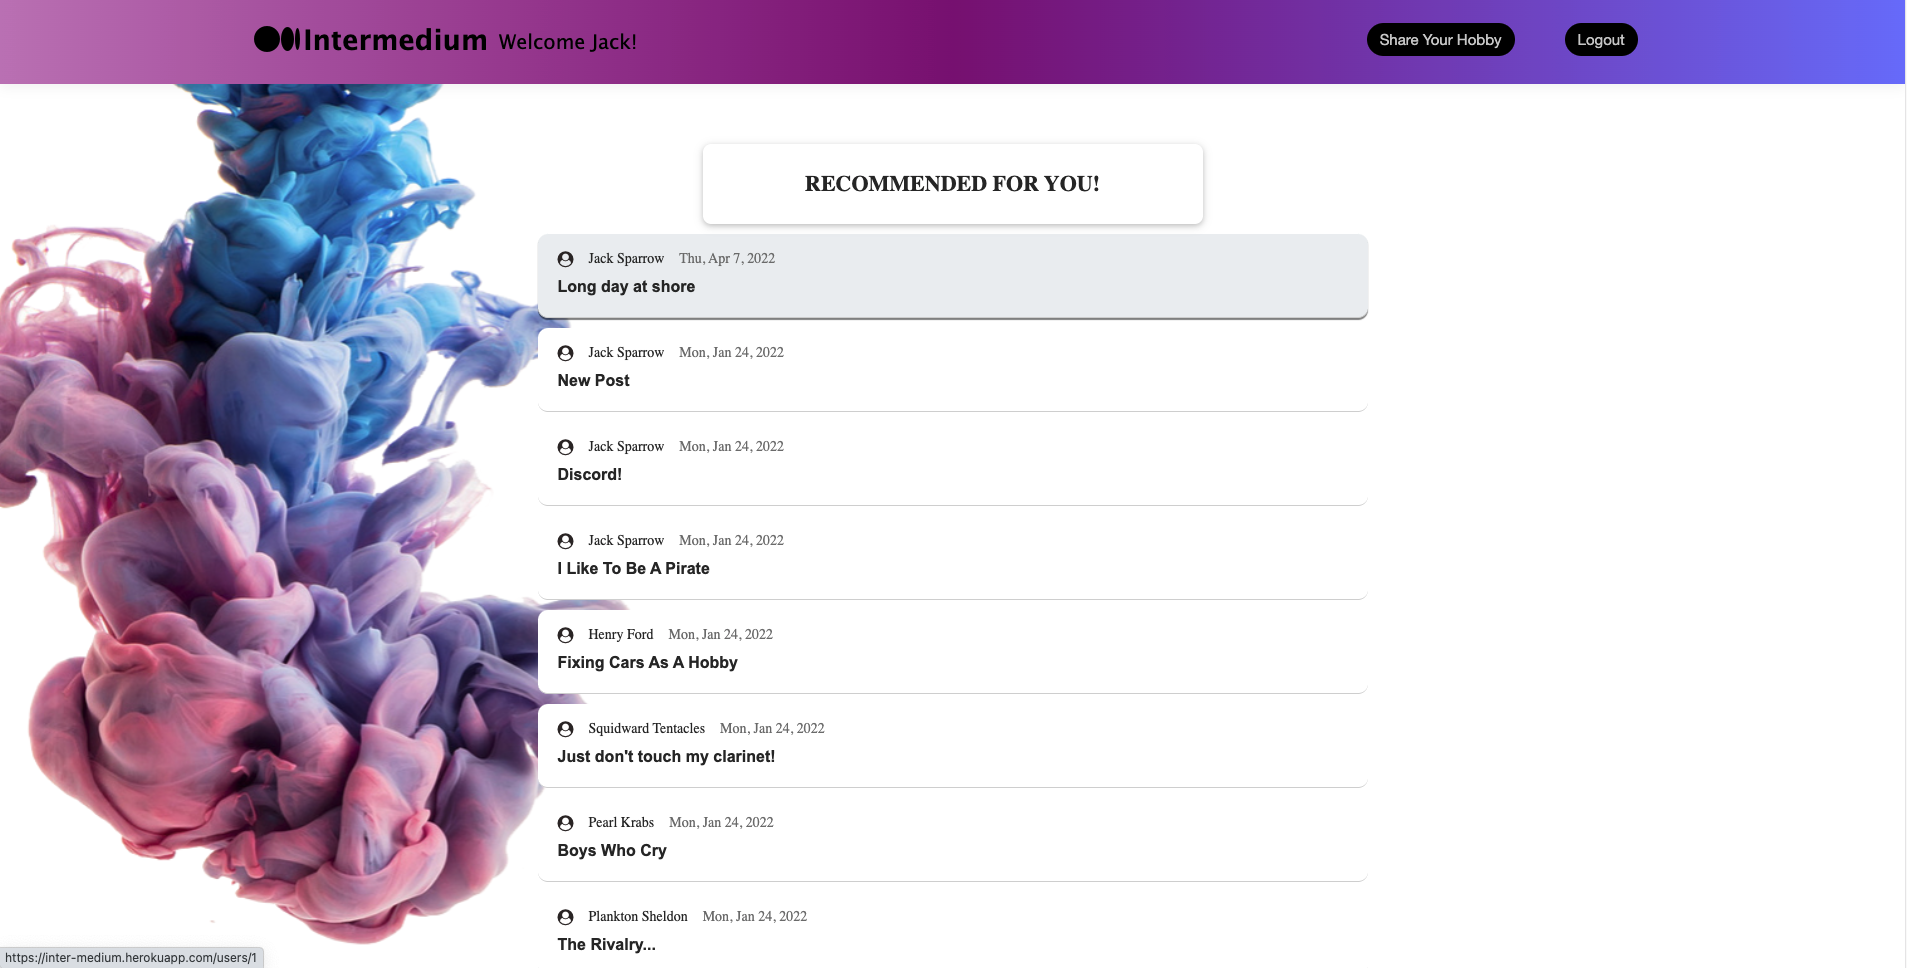 Intermedium Welcome Jack!
Share Your Hobby
Logout
RECOMMENDED FOR YOU!
Jack Sparrow Thu, Apr 7, 2022
Long day at shore
Jack Sparrow Mon, Jan 24, 2022
New Post
Jack Sparrow Mon, Jan 24, 2022
Discord!
Jack Sparrow Mon, Jan 24, 2022
I Like To Be A Pirate
Henry Ford Mon, Jan 24, 2022
Fixing Cars As A Hobby
Squidward Tentacles Mon, Jan 24, 2022
Just don't touch my clarinet!
Pearl Krabs Mon, Jan 24, 2022
Boys Who Cry
Plankton Sheldon Mon, Jan 24, 2022
The Rivalry...
https://inter-medium.herokuapp.com/users/1